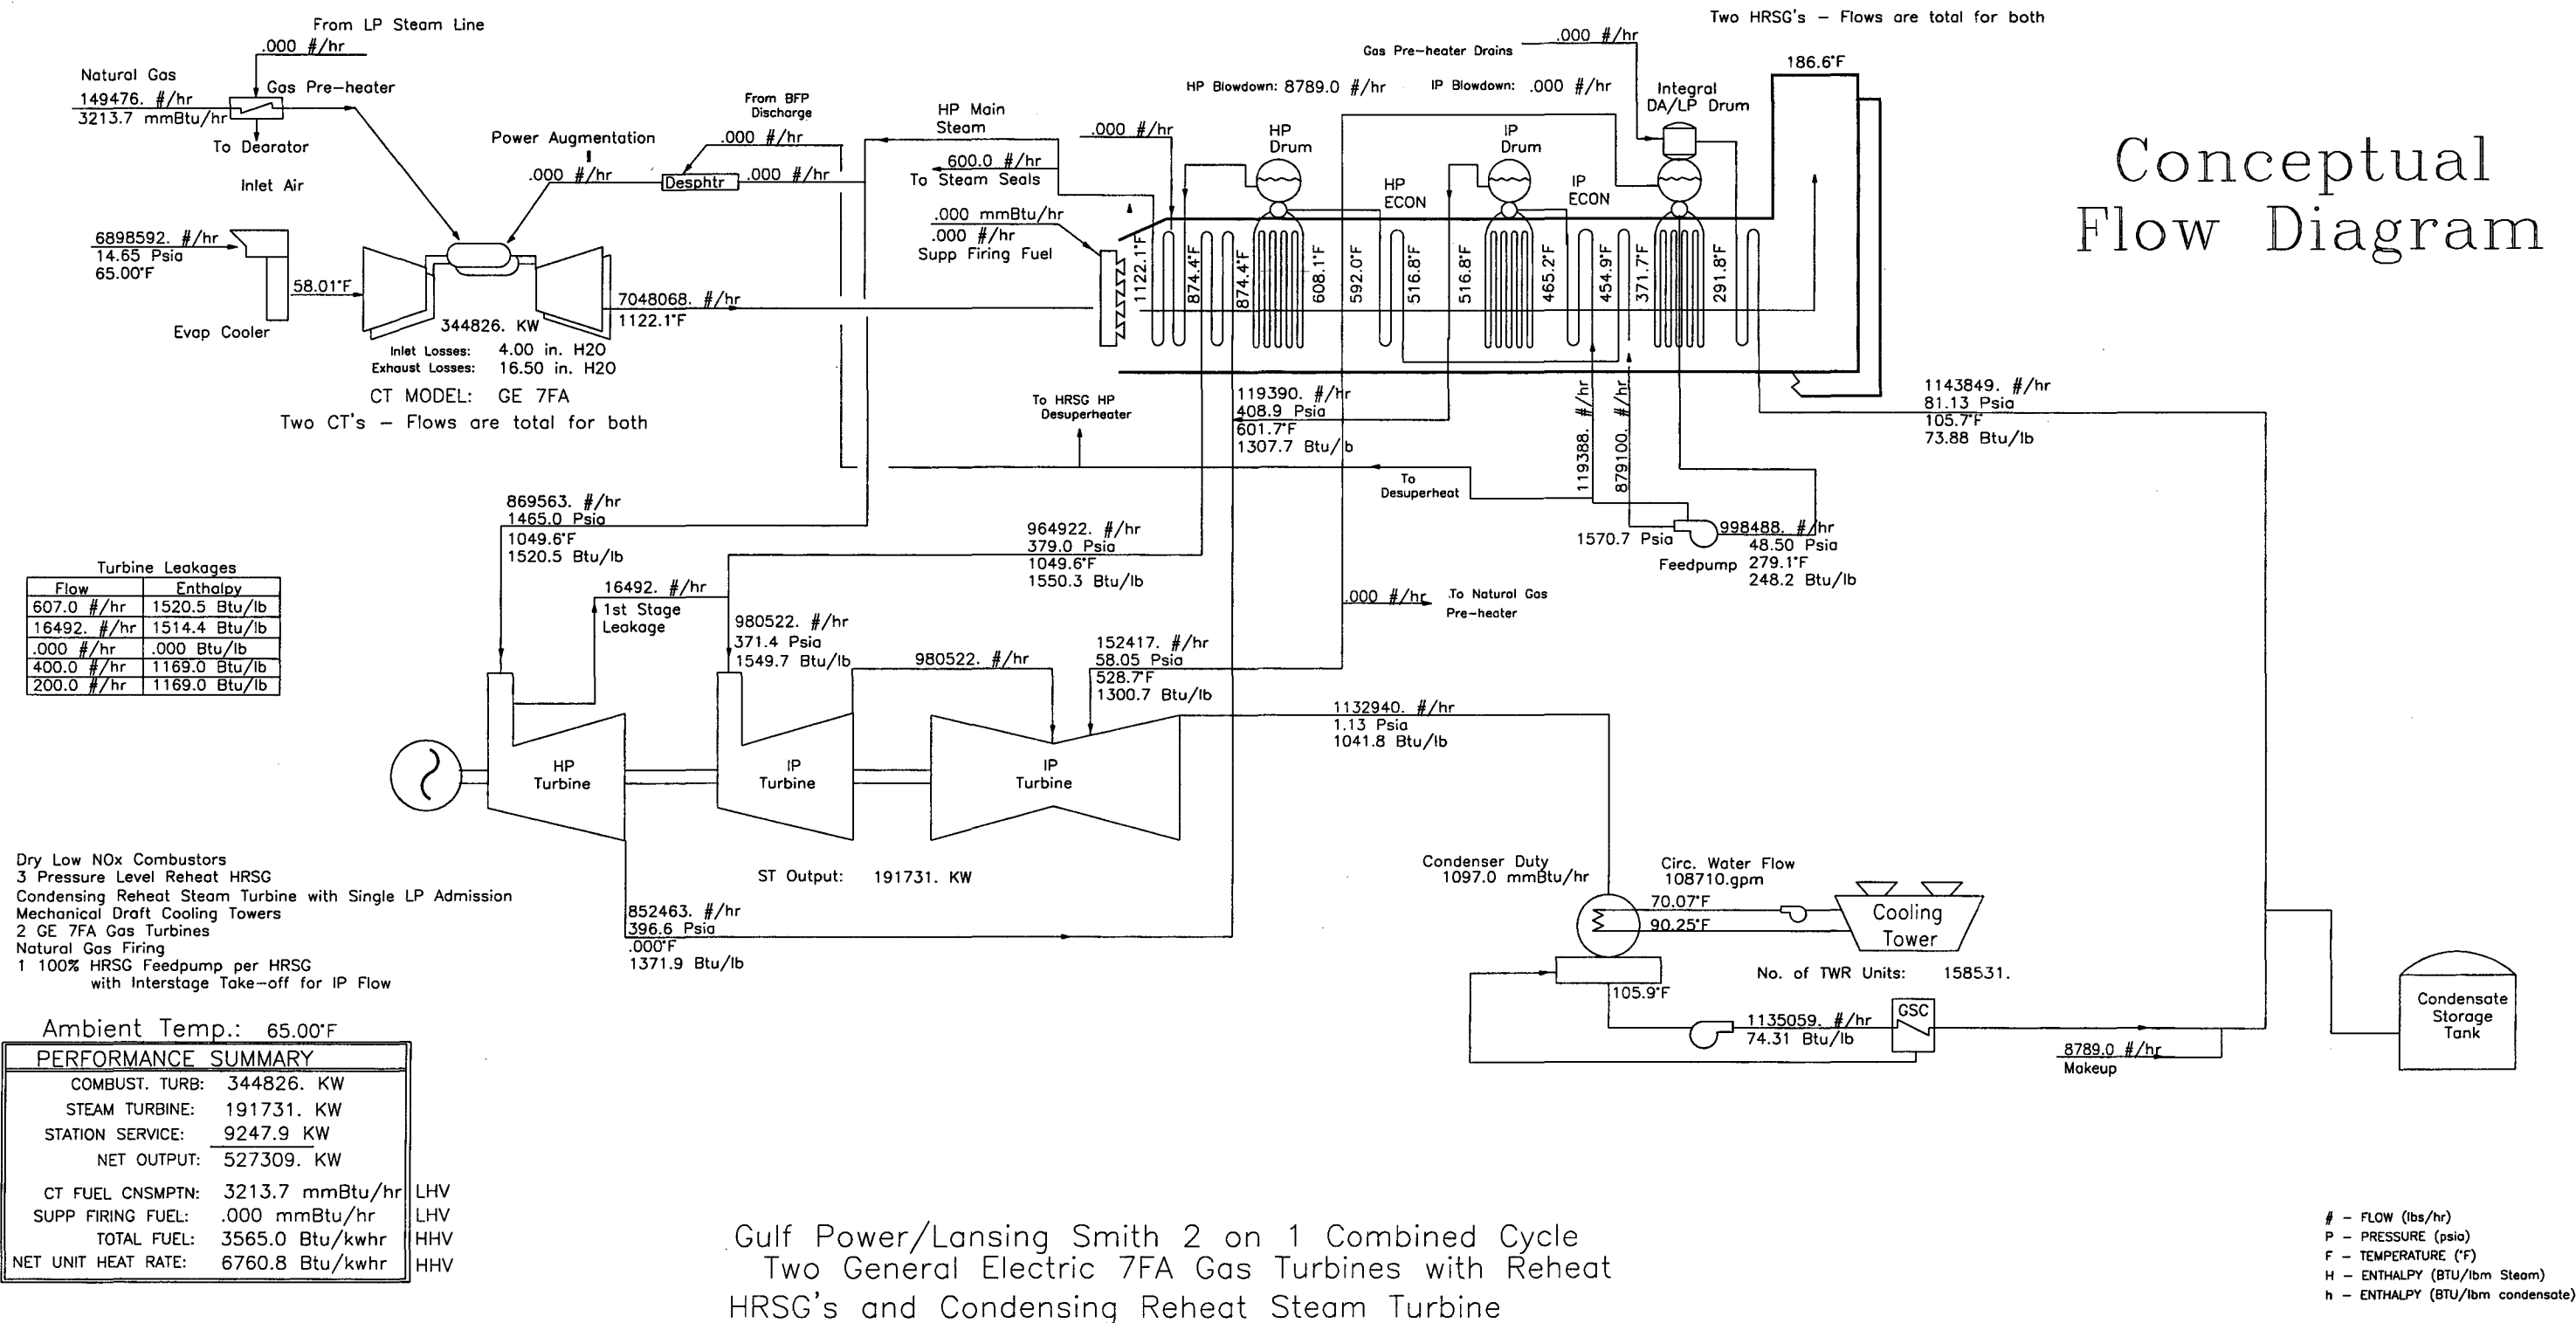 From LP Steam Line
.000 #/hr
Natural Gas
149476. #/hr
3213.7 mmBtu/hr
Gas Pre-heater
To Dearator
Inlet Air
6898592. #/hr
14.65 Psia
65.00°F
58.01°F
Evap Cooler
Power Augmentation
.000 #/hr
From BFP
Discharge
.000 #/hr
Desphtr
.000 #/hr
344826. KW
7048068. #/hr
1122.1°F
Inlet Losses: 4.00 in. H2O
Exhaust Losses: 16.50 in. H2O
CT MODEL: GE 7FA
Two CT's – Flows are total for both
HP Main
Steam
600.0 #/hr
To Steam Seals
.000 mmBtu/hr
.000 #/hr
Supp Firing Fuel
.000 #/hr
Gas Pre-heater Drains
.000 #/hr
HP Blowdown: 8789.0 #/hr
IP Blowdown: .000 #/hr
Two HRSG's – Flows are total for both
186.6°F
Integral
DA/LP Drum
HP
Drum
HP
ECON
IP
Drum
IP
ECON
1122.1°F
874.4°F
874.4°F
608.1°F
592.0°F
516.8°F
516.8°F
465.2°F
454.9°F
371.7°F
291.8°F
Conceptual
Flow Diagram
To HRSG HP
Desuperheater
119390. #/hr
408.9 Psia
601.7°F
1307.7 Btu/lb
119388. #/hr
879100. #/hr
To
Desuperheat
1143849. #/hr
81.13 Psia
105.7°F
73.88 Btu/lb
1570.7 Psia
Feedpump
998488. #/hr
48.50 Psia
279.1°F
248.2 Btu/lb
869563. #/hr
1465.0 Psia
1049.6°F
1520.5 Btu/lb
964922. #/hr
379.0 Psia
1049.6°F
1550.3 Btu/lb
16492. #/hr
1st Stage
Leakage
980522. #/hr
371.4 Psia
1549.7 Btu/lb
980522. #/hr
152417. #/hr
58.05 Psia
528.7°F
1300.7 Btu/lb
.000 #/hr
To Natural Gas
Pre-heater
Turbine Leakages
Flow Enthalpy
607.0 #/hr 1520.5 Btu/lb
16492. #/hr 1514.4 Btu/lb
.000 #/hr .000 Btu/lb
400.0 #/hr 1169.0 Btu/lb
200.0 #/hr 1169.0 Btu/lb
1132940. #/hr
1.13 Psia
1041.8 Btu/lb
HP
Turbine
IP
Turbine
IP
Turbine
ST Output: 191731. KW
852463. #/hr
396.6 Psia
.000°F
1371.9 Btu/lb
Dry Low NOx Combustors
3 Pressure Level Reheat HRSG
Condensing Reheat Steam Turbine with Single LP Admission
Mechanical Draft Cooling Towers
2 GE 7FA Gas Turbines
Natural Gas Firing
1 100% HRSG Feedpump per HRSG
with Interstage Take-off for IP Flow
Condenser Duty
1097.0 mmBtu/hr
Circ. Water Flow
108710.gpm
70.07°F
90.25°F
Cooling
Tower
No. of TWR Units: 158531.
105.9°F
1135059. #/hr
74.31 Btu/lb
GSC
8789.0 #/hr
Makeup
Condensate
Storage
Tank
Ambient Temp.: 65.00°F
PERFORMANCE SUMMARY
COMBUST. TURB: 344826. KW
STEAM TURBINE: 191731. KW
STATION SERVICE: 9247.9 KW
NET OUTPUT: 527309. KW
CT FUEL CNSMPTN: 3213.7 mmBtu/hr LHV
SUPP FIRING FUEL: .000 mmBtu/hr LHV
TOTAL FUEL: 3565.0 Btu/kwhr HHV
NET UNIT HEAT RATE: 6760.8 Btu/kwhr HHV
Gulf Power/Lansing Smith 2 on 1 Combined Cycle
Two General Electric 7FA Gas Turbines with Reheat
HRSG's and Condensing Reheat Steam Turbine
# – FLOW (lbs/hr)
P – PRESSURE (psia)
F – TEMPERATURE (°F)
H – ENTHALPY (BTU/lbm Steam)
h – ENTHALPY (BTU/lbm condensate)